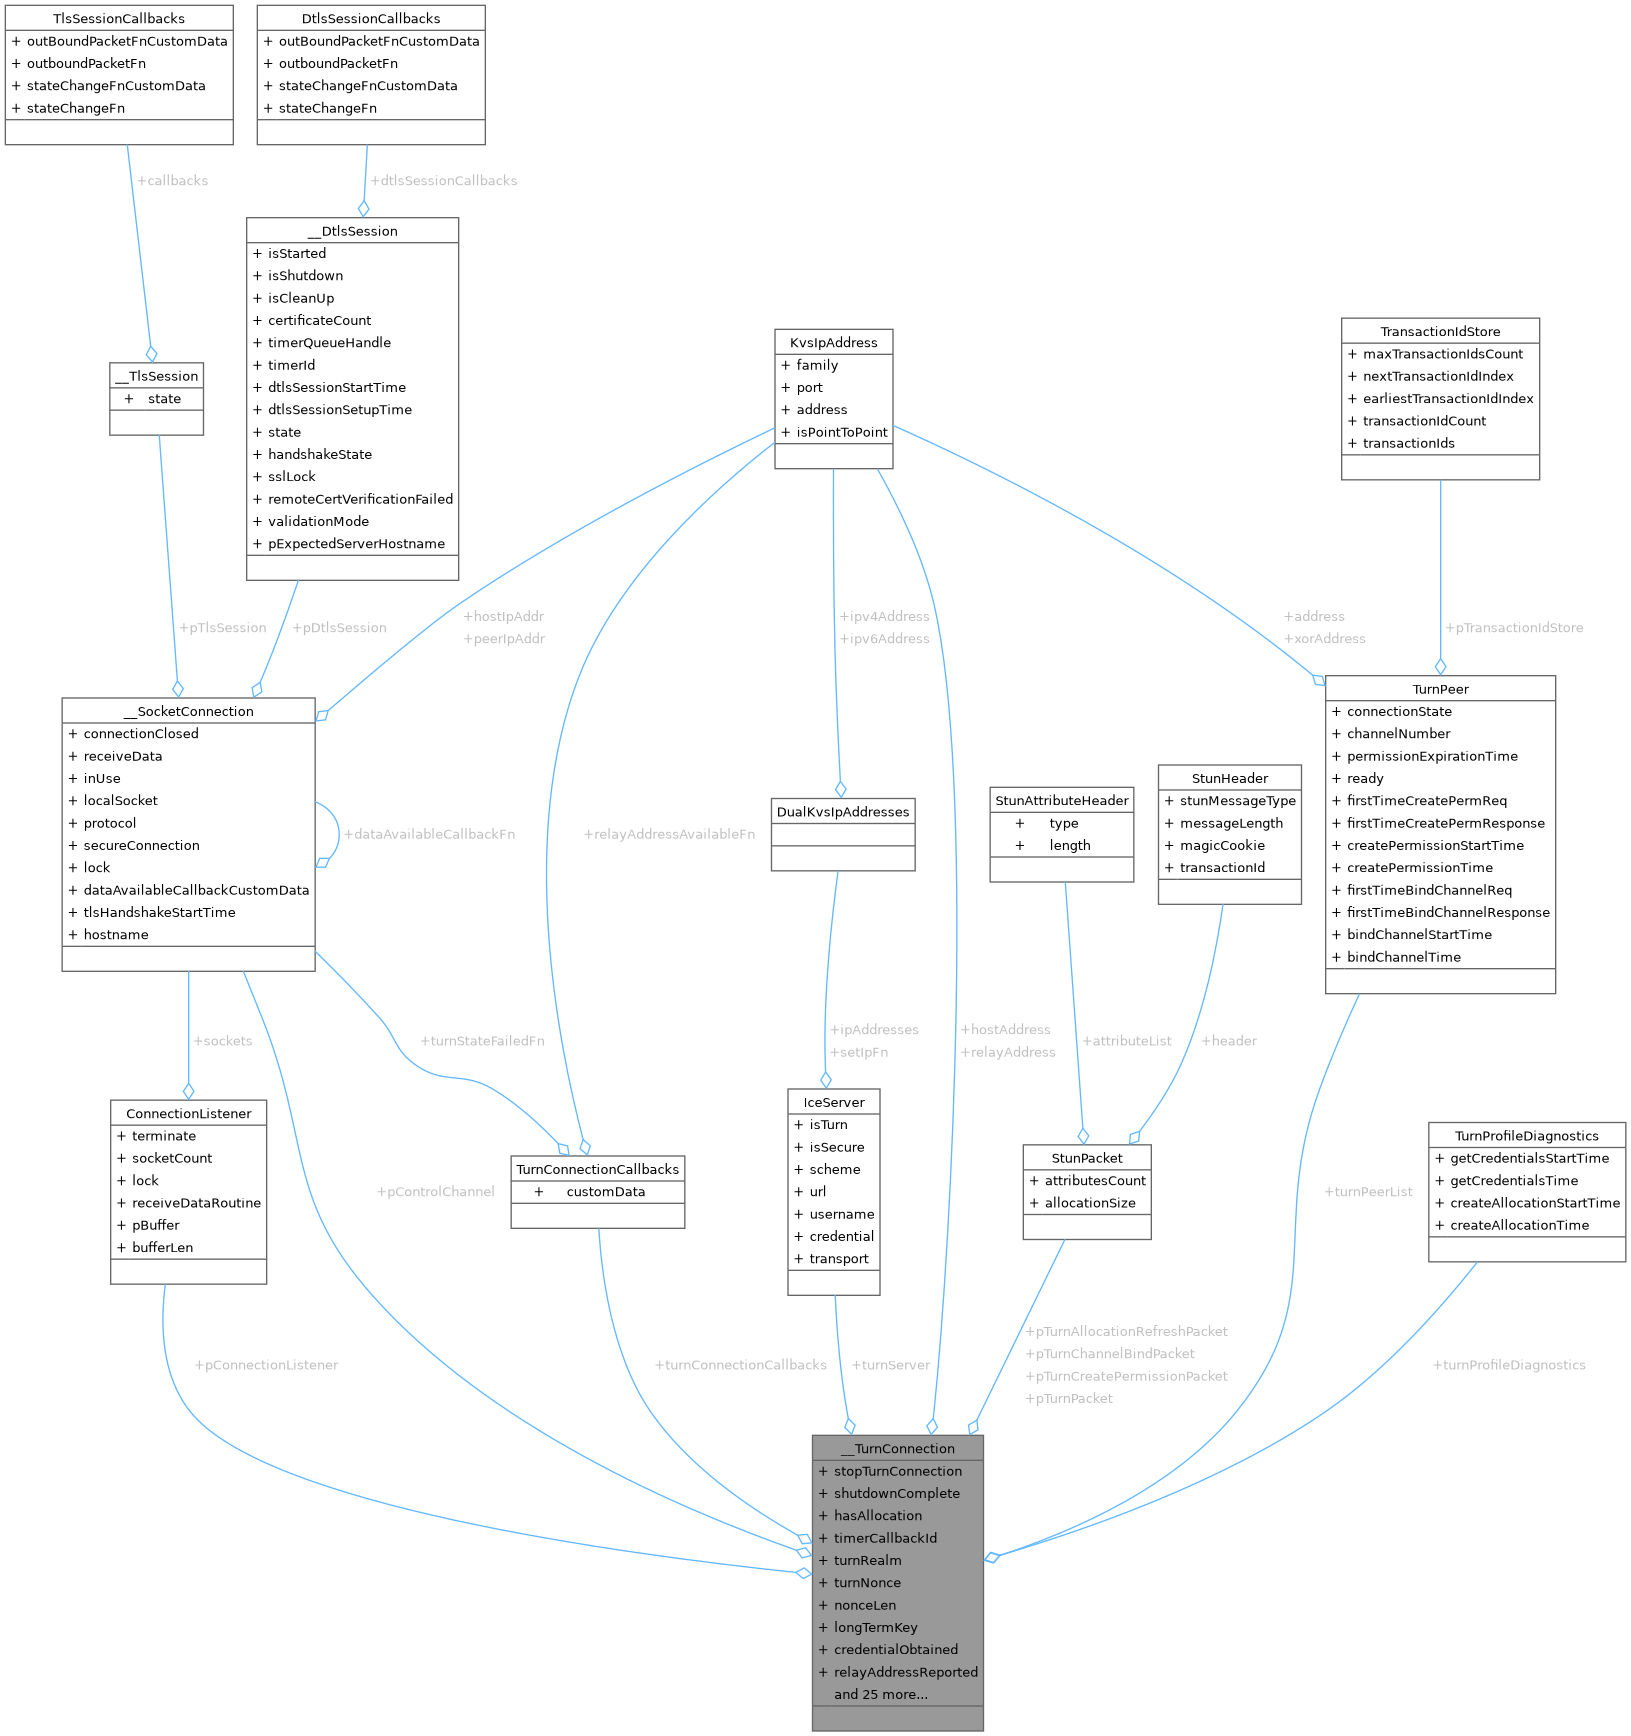 TlsSessionCallbacks
+ outBoundPacketFnCustomData
+ outboundPacketFn
+ stateChangeFnCustomData
+ stateChangeFn
DtlsSessionCallbacks
+ outBoundPacketFnCustomData
+ outboundPacketFn
+ stateChangeFnCustomData
+ stateChangeFn
+callbacks
+dtlsSessionCallbacks
__DtlsSession
+ isStarted
+ isShutdown
+ isCleanUp
+ certificateCount
+ timerQueueHandle
+ timerId
+ dtlsSessionStartTime
+ dtlsSessionSetupTime
+ state
+ handshakeState
+ sslLock
+ remoteCertVerificationFailed
+ validationMode
+ pExpectedServerHostname
__TlsSession
+ state
KvsIpAddress
+ family
+ port
+ address
+ isPointToPoint
TransactionIdStore
+ maxTransactionIdsCount
+ nextTransactionIdIndex
+ earliestTransactionIdIndex
+ transactionIdCount
+ transactionIds
+pTlsSession
+pDtlsSession
+hostIpAddr
+peerIpAddr
+ipv4Address
+ipv6Address
+address
+xorAddress
+pTransactionIdStore
__SocketConnection
+ connectionClosed
+ receiveData
+ inUse
+ localSocket
+ protocol
+ secureConnection
+ lock
+ dataAvailableCallbackCustomData
+ tlsHandshakeStartTime
+ hostname
+dataAvailableCallbackFn
+relayAddressAvailableFn
DualKvsIpAddresses
StunAttributeHeader
+ type
+ length
StunHeader
+ stunMessageType
+ messageLength
+ magicCookie
+ transactionId
TurnPeer
+ connectionState
+ channelNumber
+ permissionExpirationTime
+ ready
+ firstTimeCreatePermReq
+ firstTimeCreatePermResponse
+ createPermissionStartTime
+ createPermissionTime
+ firstTimeBindChannelReq
+ firstTimeBindChannelResponse
+ bindChannelStartTime
+ bindChannelTime
+sockets
+turnStateFailedFn
+ipAddresses
+setIpFn
+hostAddress
+relayAddress
+attributeList
+header
ConnectionListener
+ terminate
+ socketCount
+ lock
+ receiveDataRoutine
+ pBuffer
+ bufferLen
+pControlChannel
TurnConnectionCallbacks
+ customData
IceServer
+ isTurn
+ isSecure
+ scheme
+ url
+ username
+ credential
+ transport
StunPacket
+ attributesCount
+ allocationSize
+turnPeerList
TurnProfileDiagnostics
+ getCredentialsStartTime
+ getCredentialsTime
+ createAllocationStartTime
+ createAllocationTime
+pConnectionListener
+turnConnectionCallbacks
+turnServer
+pTurnAllocationRefreshPacket
+pTurnChannelBindPacket
+pTurnCreatePermissionPacket
+pTurnPacket
+turnProfileDiagnostics
__TurnConnection
+ stopTurnConnection
+ shutdownComplete
+ hasAllocation
+ timerCallbackId
+ turnRealm
+ turnNonce
+ nonceLen
+ longTermKey
+ credentialObtained
+ relayAddressReported
and 25 more...